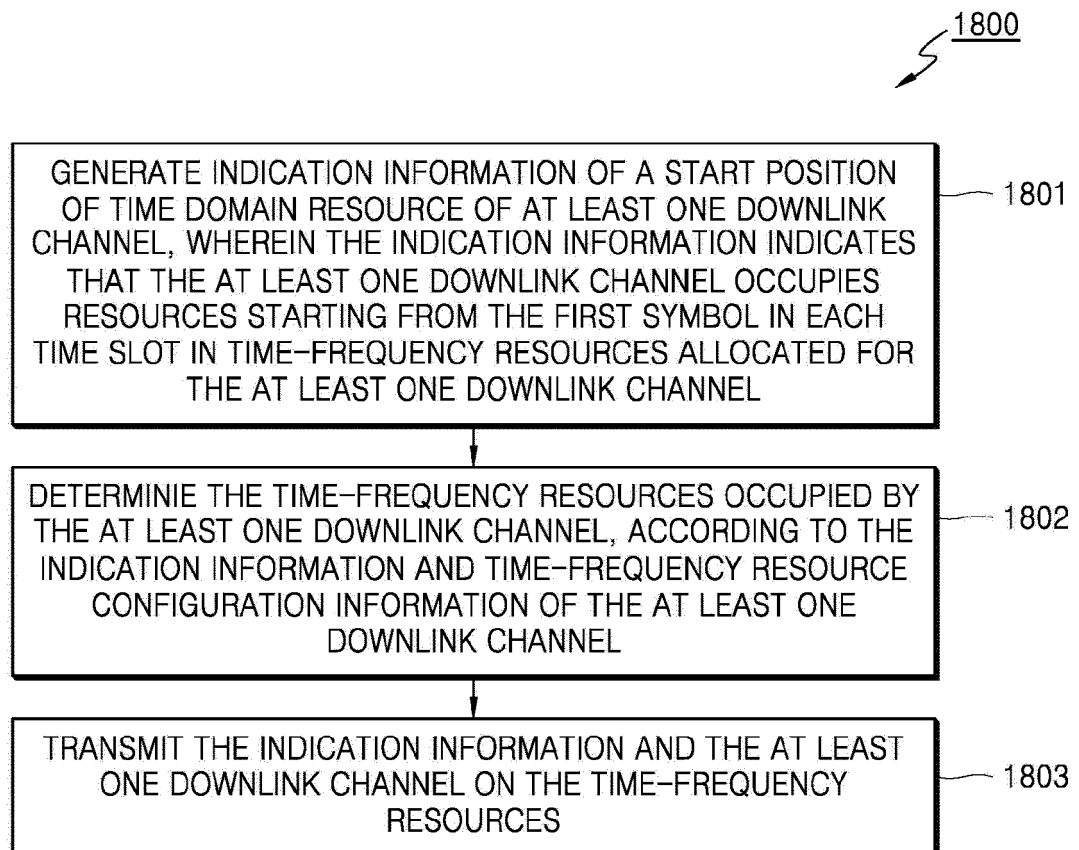 1800
GENERATE INDICATION INFORMATION OF A START POSITION
OF TIME DOMAIN RESOURCE OF AT LEAST ONE DOWNLINK
CHANNEL, WHEREIN THE INDICATION INFORMATION INDICATES
THAT THE AT LEAST ONE DOWNLINK CHANNEL OCCUPIES
RESOURCES STARTING FROM THE FIRST SYMBOL IN EACH
TIME SLOT IN TIME-FREQUENCY RESOURCES ALLOCATED FOR
THE AT LEAST ONE DOWNLINK CHANNEL
1801
DETERMINIE THE TIME-FREQUENCY RESOURCES OCCUPIED BY
THE AT LEAST ONE DOWNLINK CHANNEL, ACCORDING TO THE
INDICATION INFORMATION AND TIME-FREQUENCY RESOURCE
CONFIGURATION INFORMATION OF THE AT LEAST ONE
DOWNLINK CHANNEL
1802
TRANSMIT THE INDICATION INFORMATION AND THE AT LEAST
ONE DOWNLINK CHANNEL ON THE TIME-FREQUENCY
RESOURCES
1803